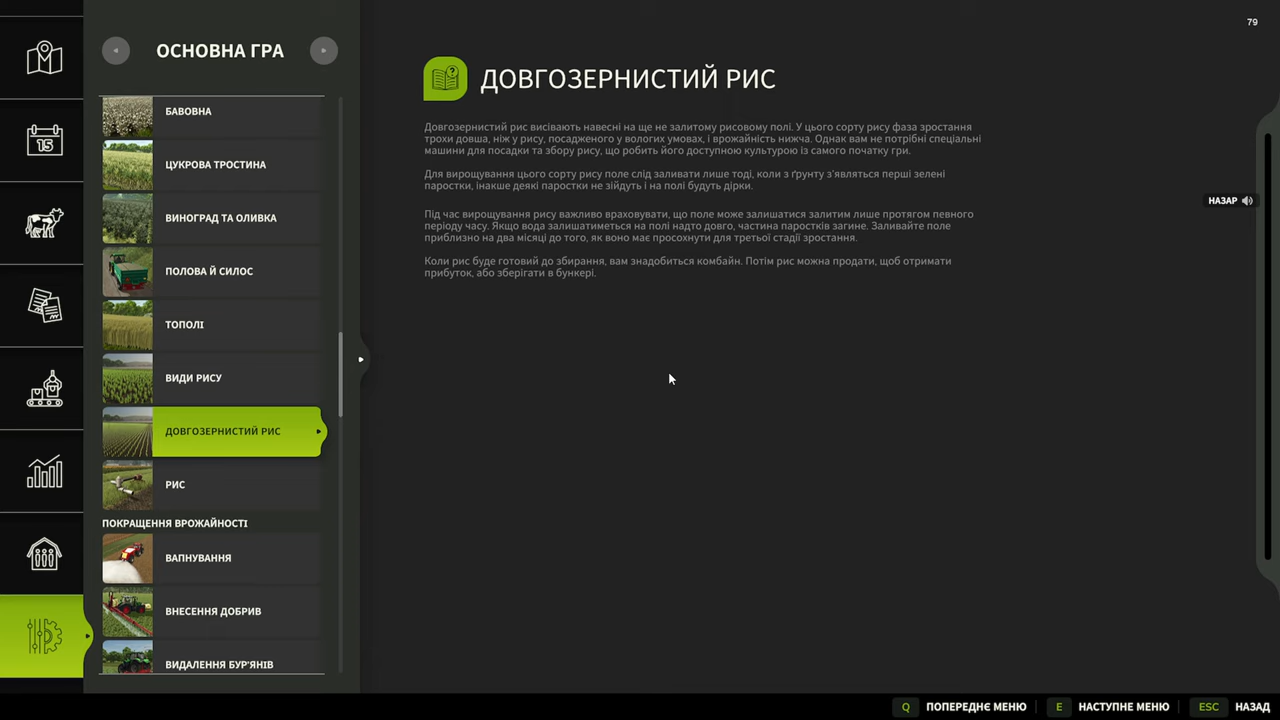 79
ОСНОВНА ГРА
БАВОВНА
ЦУКРОВА ТРОСТИНА
ВИНОГРАД ТА ОЛИВКА
ПОЛОВА Й СИЛОС
ТОПОЛІ
ВИДИ РИСУ
ДОВГОЗЕРНИСТИЙ РИС
РИС
ПОКРАЩЕННЯ ВРОЖАЙНОСТІ
ВАПНУВАННЯ
ВНЕСЕННЯ ДОБРИВ
ВИДАЛЕННЯ БУР'ЯНІВ
15
ДОВГОЗЕРНИСТИЙ РИС
Довгозернистий рис висівають навесні на ще не залитому рисовому полі. У цього сорту рису фаза зростання
трохи довша, ніж у рису, посадженого у вологих умовах, і врожайність нижча. Однак вам не потрібні спеціальні
машини для посадки та збору рису, що робить його доступною культурою із самого початку гри.
Для вирощування цього сорту рису поле слід заливати лише тоді, коли з ґрунту з'являться перші зелені
паростки, інакше деякі паростки не зійдуть і на полі будуть дірки.
Під час вирощування рису важливо враховувати, що поле може залишатися залитим лише протягом певного
періоду часу. Якщо вода залишатиметься на полі надто довго, частина паростків загине. Заливайте поле
приблизно на два місяці до того, як воно має просохнути для третьої стадії зростання.
Коли рис буде готовий до збирання, вам знадобиться комбайн. Потім рис можна продати, щоб отримати
прибуток, або зберігати в бункері.
НАЗАР
Q ПОПЕРЕДНЄ МЕНЮ E НАСТУПНЕ МЕНЮ ESC НАЗАД